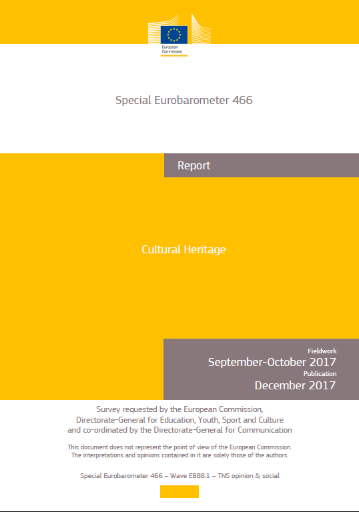 European
Commission
Special Eurobarometer 466
Report
Cultural Heritage
Fieldwork
September-October 2017
Publication
December 2017
Survey requested by the European Commission,
Directorate-General for Education, Youth, Sport and Culture
and co-ordinated by the Directorate-General for Communication
This document does not represent the point of view of the European Commission.
The interpretations and opinions contained in it are solely those of the authors.
Special Eurobarometer 466 – Wave EB88.1 – TNS opinion & social